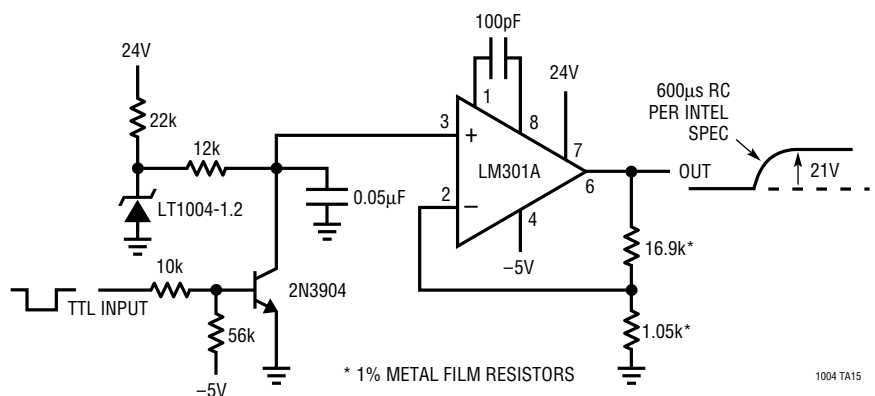 100pF
24V
24V
600µs RC
PER INTEL
SPEC
1
22k
3
+
8
12k
7
LM301A
OUT
21V
6
2
LT1004-1.2
0.05µF
–
4
–5V
16.9k*
10k
2N3904
TTL INPUT
56k
1.05k*
–5V
* 1% METAL FILM RESISTORS
1004 TA15